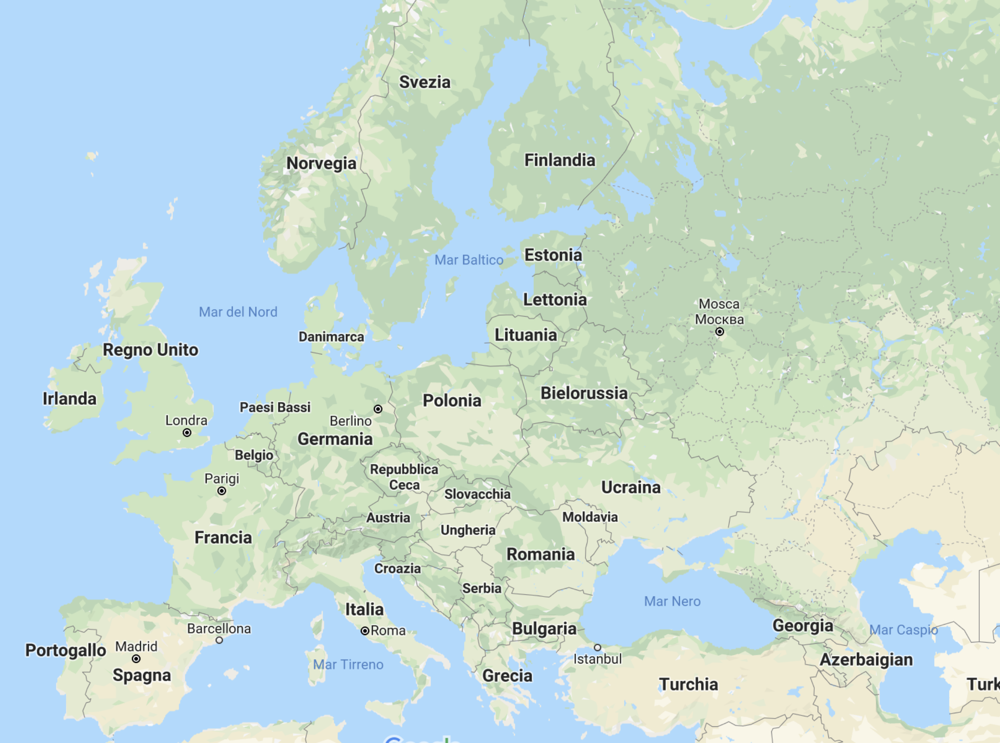 Svezia
Norvegia
Finlandia
Mar Baltico
Estonia
Lettonia
Mosca
Москва
Mar del Nord
Danimarca
Lituania
Regno Unito
Irlanda
Paesi Bassi
Polonia
Bielorussia
Londra
Berlino
Germania
Belgio
Repubblica
Ceca
Parigi
Slovacchia
Ucraina
Austria
Moldavia
Ungheria
Francia
Romania
Croazia
Serbia
Mar Nero
Italia
Barcellona
Roma
Bulgaria
Georgia
Mar Caspio
Portogallo
Madrid
Spagna
Mar Tirreno
Grecia
Istanbul
Azerbaigian
Turchia
Turk